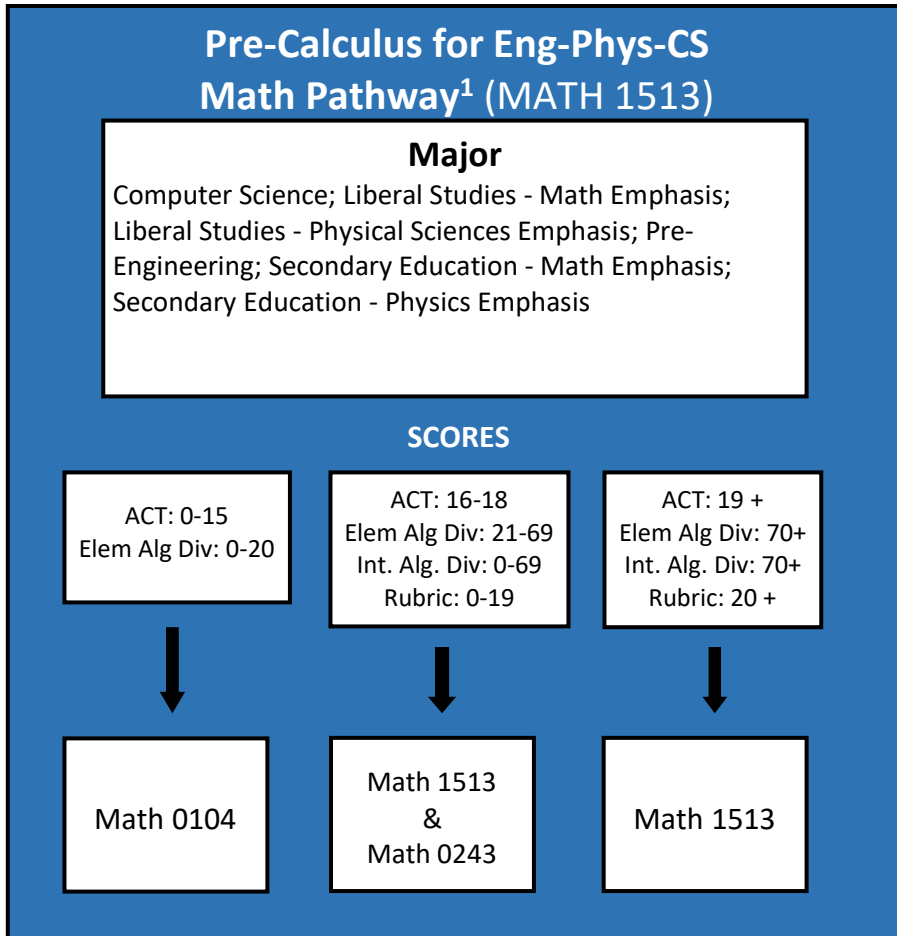 Pre-Calculus for Eng-Phys-CS
Math Pathway¹ (MATH 1513)
Major
Computer Science; Liberal Studies - Math Emphasis;
Liberal Studies - Physical Sciences Emphasis; Pre-
Engineering; Secondary Education - Math Emphasis;
Secondary Education - Physics Emphasis
SCORES
ACT: 0-15
Elem Alg Div: 0-20
ACT: 16-18
Elem Alg Div: 21-69
Int. Alg. Div: 0-69
Rubric: 0-19
ACT: 19 +
Elem Alg Div: 70+
Int. Alg. Div: 70+
Rubric: 20 +
Math 0104
Math 1513
&
Math 0243
Math 1513